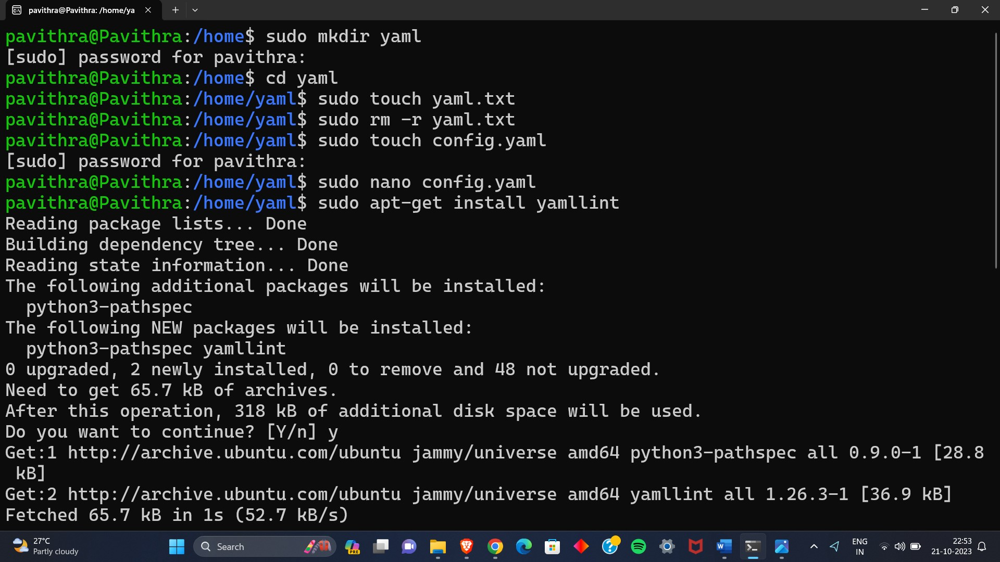 pavithra@Pavithra: /home/ya
pavithra@Pavithra:/home$ sudo mkdir yaml
[sudo] password for pavithra:
pavithra@Pavithra:/home$ cd yaml
pavithra@Pavithra:/home/yaml$ sudo touch yaml.txt
pavithra@Pavithra:/home/yaml$ sudo rm -r yaml.txt
pavithra@Pavithra:/home/yaml$ sudo touch config.yaml
[sudo] password for pavithra:
pavithra@Pavithra:/home/yaml$ sudo nano config.yaml
pavithra@Pavithra:/home/yaml$ sudo apt-get install yamllint
Reading package lists... Done
Building dependency tree... Done
Reading state information... Done
The following additional packages will be installed:
  python3-pathspec
The following NEW packages will be installed:
  python3-pathspec yamllint
0 upgraded, 2 newly installed, 0 to remove and 48 not upgraded.
Need to get 65.7 kB of archives.
After this operation, 318 kB of additional disk space will be used.
Do you want to continue? [Y/n] y
Get:1 http://archive.ubuntu.com/ubuntu jammy/universe amd64 python3-pathspec all 0.9.0-1 [28.8
 kB]
Get:2 http://archive.ubuntu.com/ubuntu jammy/universe amd64 yamllint all 1.26.3-1 [36.9 kB]
Fetched 65.7 kB in 1s (52.7 kB/s)
27°C
Partly cloudy
Search
PRE
W
ENG
IN
22:53
21-10-2023